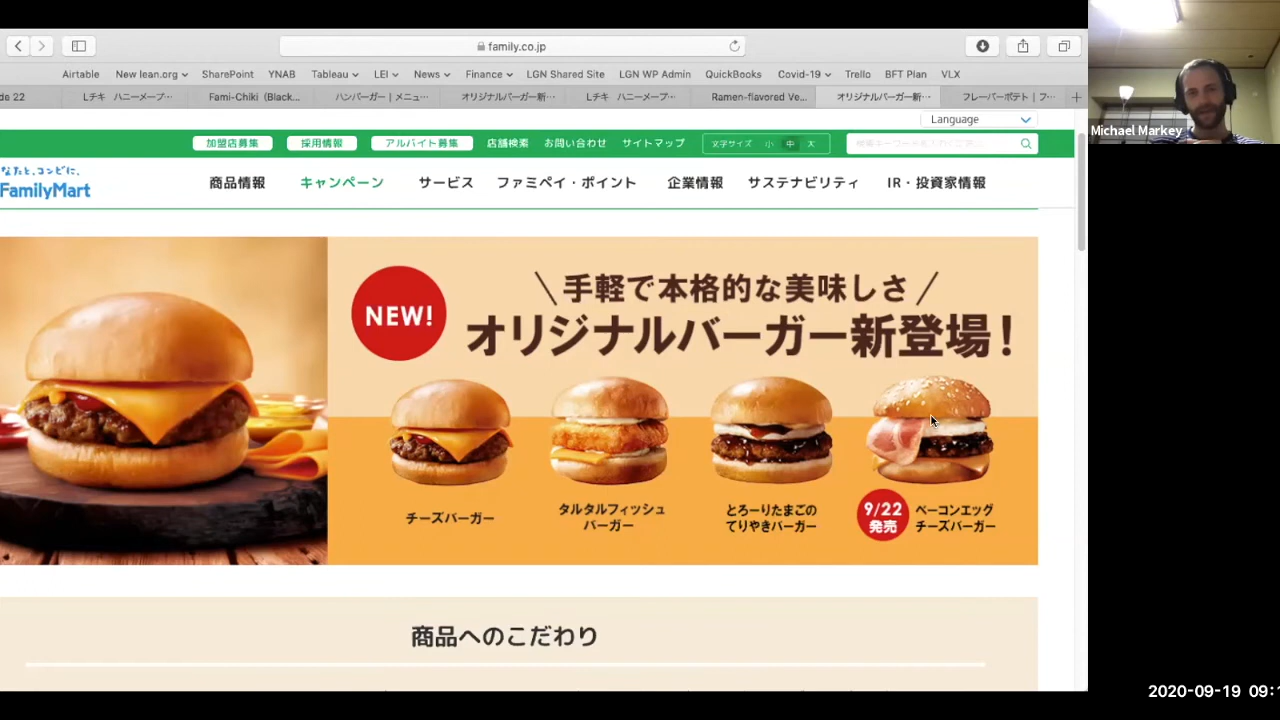 family.co.jp
Airtable New lean.org SharePoint YNAB Tableau LEI News Finance LGN Shared Site LGN WP Admin QuickBooks Covid-19 Trello BFT Plan VLX
de 22 Lチキ ハニーメープ… Fami-Chiki (Black… ハンバーガー | メニュ… オリジナルバーガー新… Lチキ ハニーメープ… Ramen-flavored Ve… オリジナルバーガー新… フレーバーポテト | フ…
Language
加盟店募集 採用情報 アルバイト募集 店舗検索 お問い合わせ サイトマップ 文字サイズ 小 中 大
なたと、コンビに、
FamilyMart
商品情報 キャンペーン サービス ファミペイ・ポイント 企業情報 サステナビリティ IR・投資家情報
Michael Markey
NEW!
手軽で本格的な美味しさ
オリジナルバーガー新登場!
チーズバーガー
タルタルフィッシュ
バーガー
とろーりたまごの
てりやきバーガー
9/22
発売
ベーコンエッグ
チーズバーガー
商品へのこだわり
2020-09-19 09: